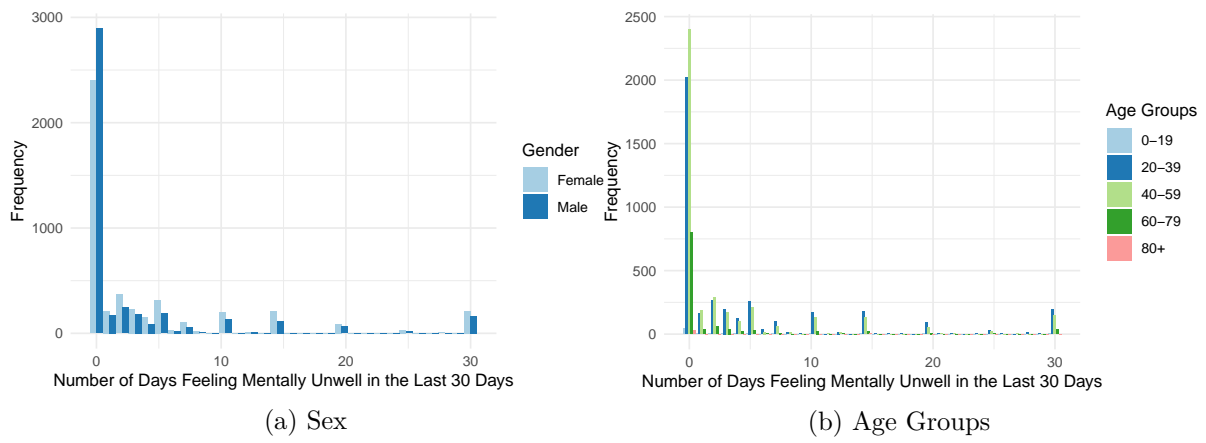 3000
2000
1000
0
Frequency
0
10
20
30
Number of Days Feeling Mentally Unwell in the Last 30 Days
Gender
Female
Male
(a) Sex
2500
2000
1500
1000
500
0
Frequency
0
10
20
30
Number of Days Feeling Mentally Unwell in the Last 30 Days
Age Groups
0–19
20–39
40–59
60–79
80+
(b) Age Groups